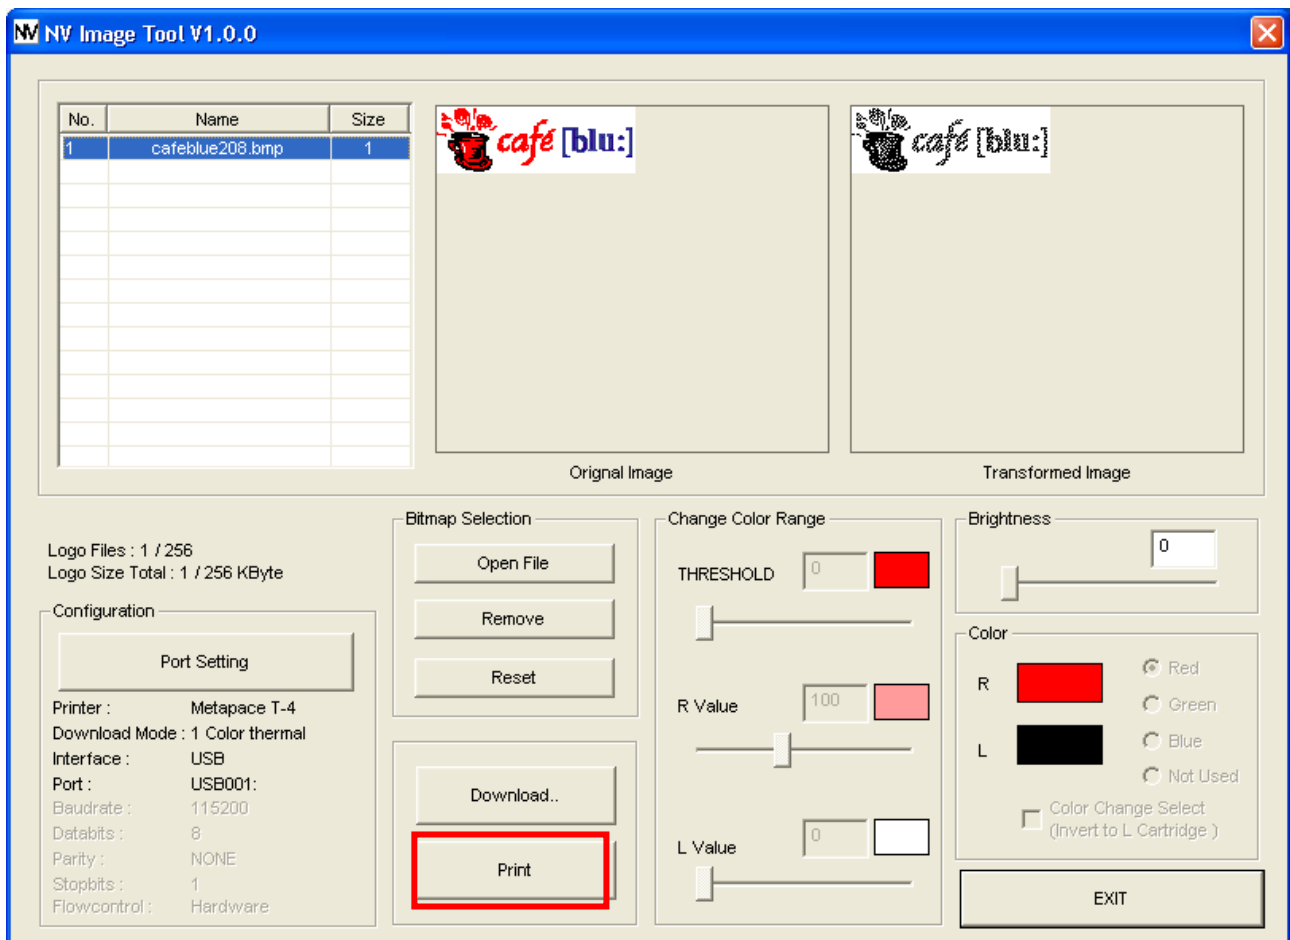 NV NV Image Tool V1.0.0
No. Name Size
1 cafeblue208.bmp 1
café [blu:]
café [blu:]
Orignal Image
Transformed Image
Logo Files : 1 / 256
Logo Size Total : 1 / 256 KByte
Configuration
Port Setting
Printer : Metapace T-4
Download Mode : 1 Color thermal
Interface : USB
Port : USB001:
Baudrate : 115200
Databits : 8
Parity : NONE
Stopbits : 1
Flowcontrol : Hardware
Bitmap Selection
Open File
Remove
Reset
Download..
Print
Change Color Range
THRESHOLD 0
R Value 100
L Value 0
Brightness
0
Color
R
L
Red
Green
Blue
Not Used
Color Change Select
(Invert to L Cartridge )
EXIT